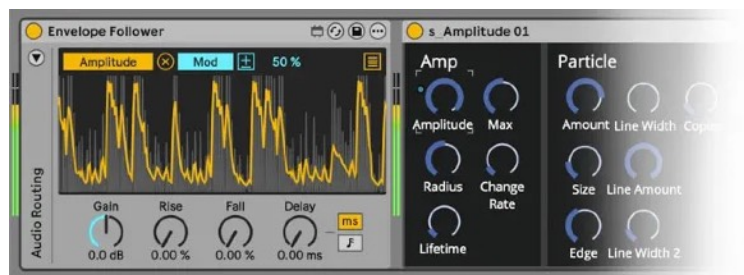 Envelope Follower
Amplitude Mod 50 %
Audio Routing
Gain Rise Fall Delay
ms
0.0 dB 0.00 % 0.00 % 0.00 ms
s_Amplitude 01
Amp Particle
Amplitude Max Amount Line Width Copies
Radius Change Rate Size Line Amount
Lifetime Edge Line Width 2